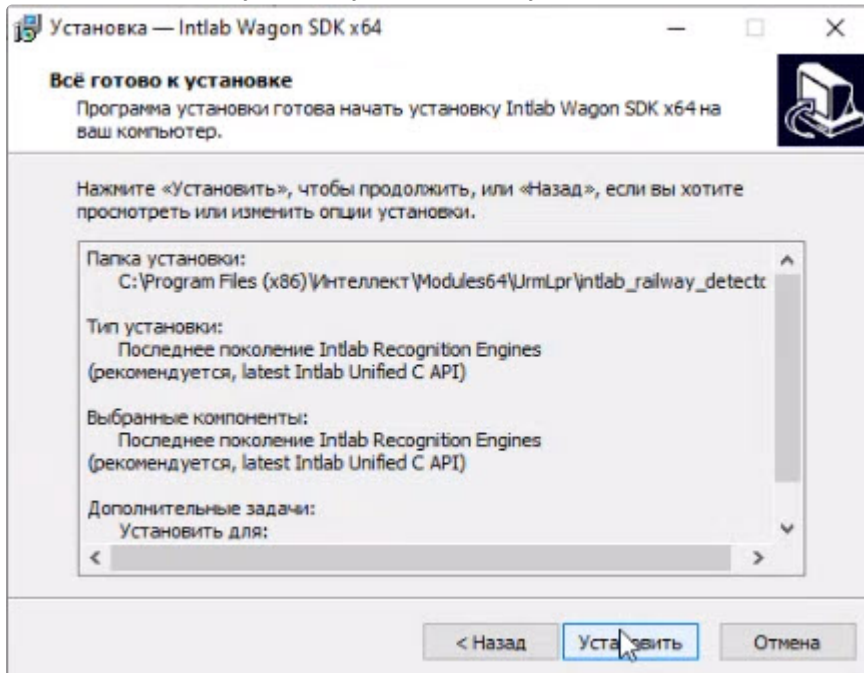 Установка — Intlab Wagon SDK x64
Всё готово к установке
Программа установки готова начать установку Intlab Wagon SDK x64 на
ваш компьютер.
Нажмите «Установить», чтобы продолжить, или «Назад», если вы хотите
просмотреть или изменить опции установки.
Папка установки:
C:\Program Files (x86)\Интеллект\Modules64\UrmLpr\intlab_railway_detectc
Тип установки:
Последнее поколение Intlab Recognition Engines
(рекомендуется, latest Intlab Unified C API)
Выбранные компоненты:
Последнее поколение Intlab Recognition Engines
(рекомендуется, latest Intlab Unified C API)
Дополнительные задачи:
Установить для:
< Назад
Установить
Отмена